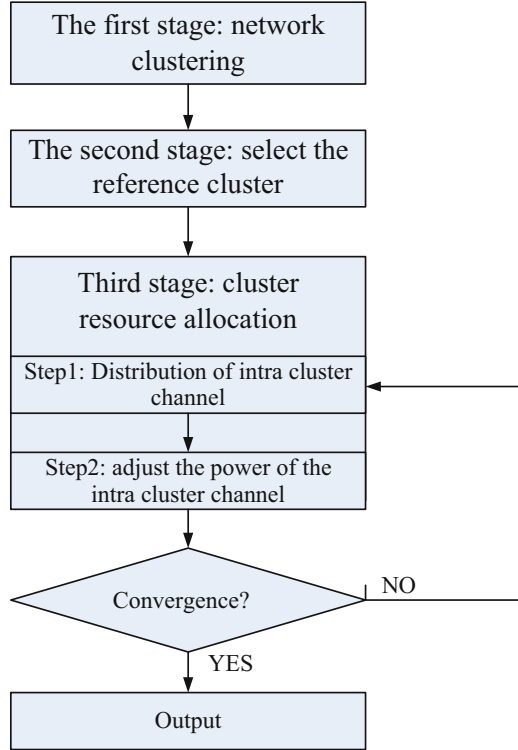 The first stage: network
clustering
The second stage: select the
reference cluster
Third stage: cluster
resource allocation
Step1: Distribution of intra cluster
channel
Step2: adjust the power of the
intra cluster channel
Convergence?
NO
YES
Output